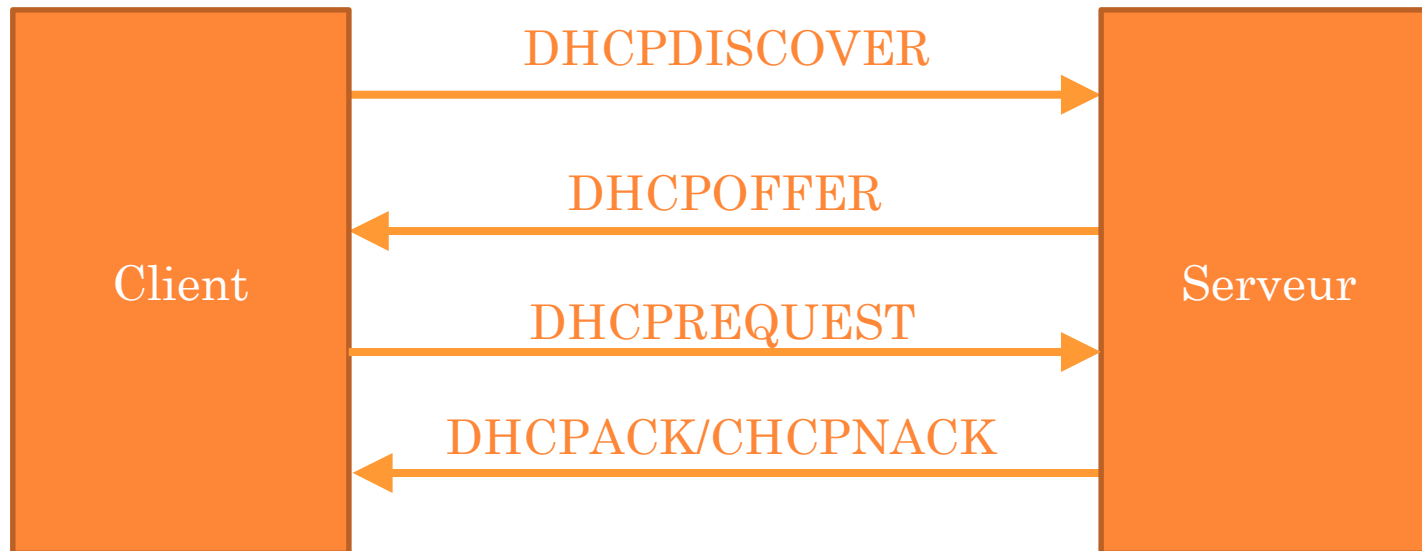 DHCPDISCOVER
DHCPOFFER
Client
Serveur
DHCPREQUEST
DHCPACK/CHCPNACK